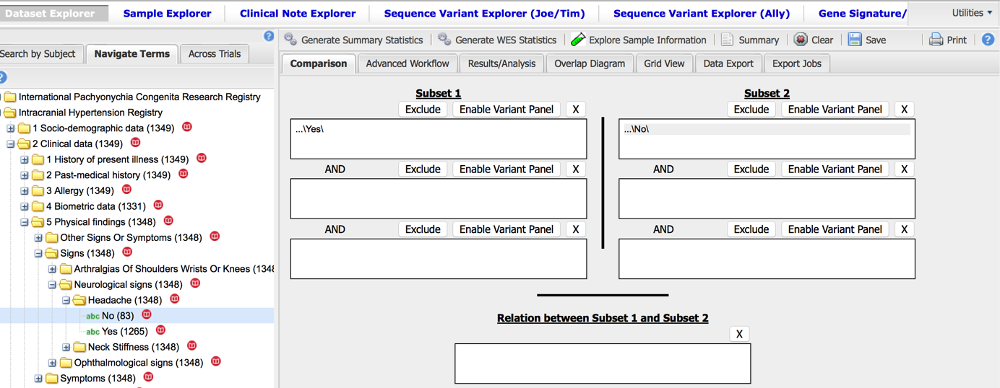 Dataset Explorer Sample Explorer Clinical Note Explorer Sequence Variant Explorer (Joe/Tim) Sequence Variant Explorer (Ally) Gene Signature/ Utilities
Generate Summary Statistics Generate WES Statistics Explore Sample Information Summary Clear Save Print
Search by Subject Navigate Terms Across Trials
Comparison Advanced Workflow Results/Analysis Overlap Diagram Grid View Data Export Export Jobs
International Pachyonychia Congenita Research Registry
Intracranial Hypertension Registry
1 Socio-demographic data (1349)
2 Clinical data (1349)
1 History of present illness (1349)
2 Past-medical history (1349)
3 Allergy (1349)
4 Biometric data (1331)
5 Physical findings (1348)
Other Signs Or Symptoms (1348)
Signs (1348)
Arthralgias Of Shoulders Wrists Or Knees (134
Neurological signs (1348)
Headache (1348)
abc No (83)
abc Yes (1265)
Neck Stiffness (1348)
Ophthalmological signs (1348)
Symptoms (1348)
Subset 1
Exclude Enable Variant Panel X
...\Yes\
AND Exclude Enable Variant Panel X
AND Exclude Enable Variant Panel X
Subset 2
Exclude Enable Variant Panel X
...\No\
AND Exclude Enable Variant Panel X
AND Exclude Enable Variant Panel X
Relation between Subset 1 and Subset 2
X